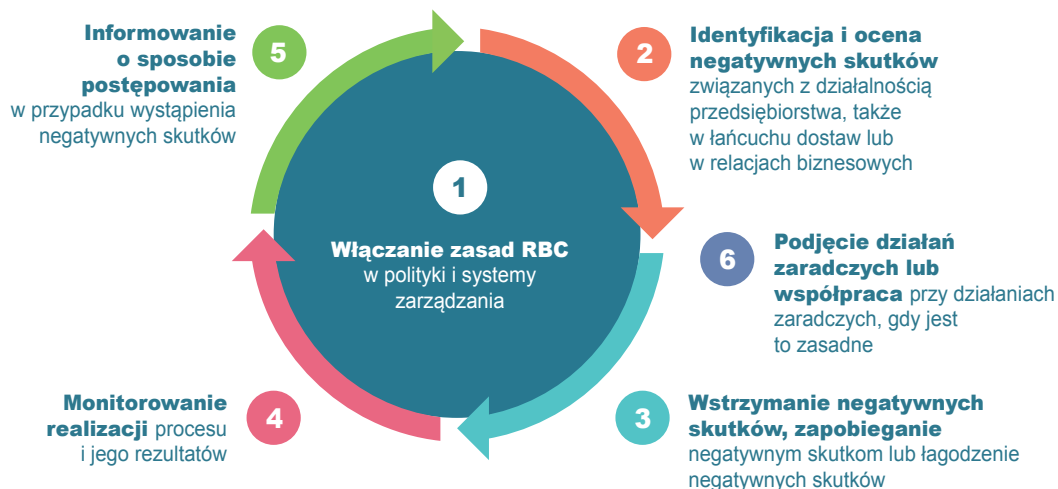 1
Włączanie zasad RBC
w polityki i systemy
zarządzania
2
Identyfikacja i ocena
negatywnych skutków
związanych z działalnością
przedsiębiorstwa, także
w łańcuchu dostaw lub
w relacjach biznesowych
3
Wstrzymanie negatywnych
skutków, zapobieganie
negatywnym skutkom lub łagodzenie
negatywnych skutków
4
Monitorowanie
realizacji procesu
i jego rezultatów
5
Informowanie
o sposobie
postępowania
w przypadku wystąpienia
negatywnych skutków
6
Podjęcie działań
zaradczych lub
współpraca przy działaniach
zaradczych, gdy jest
to zasadne